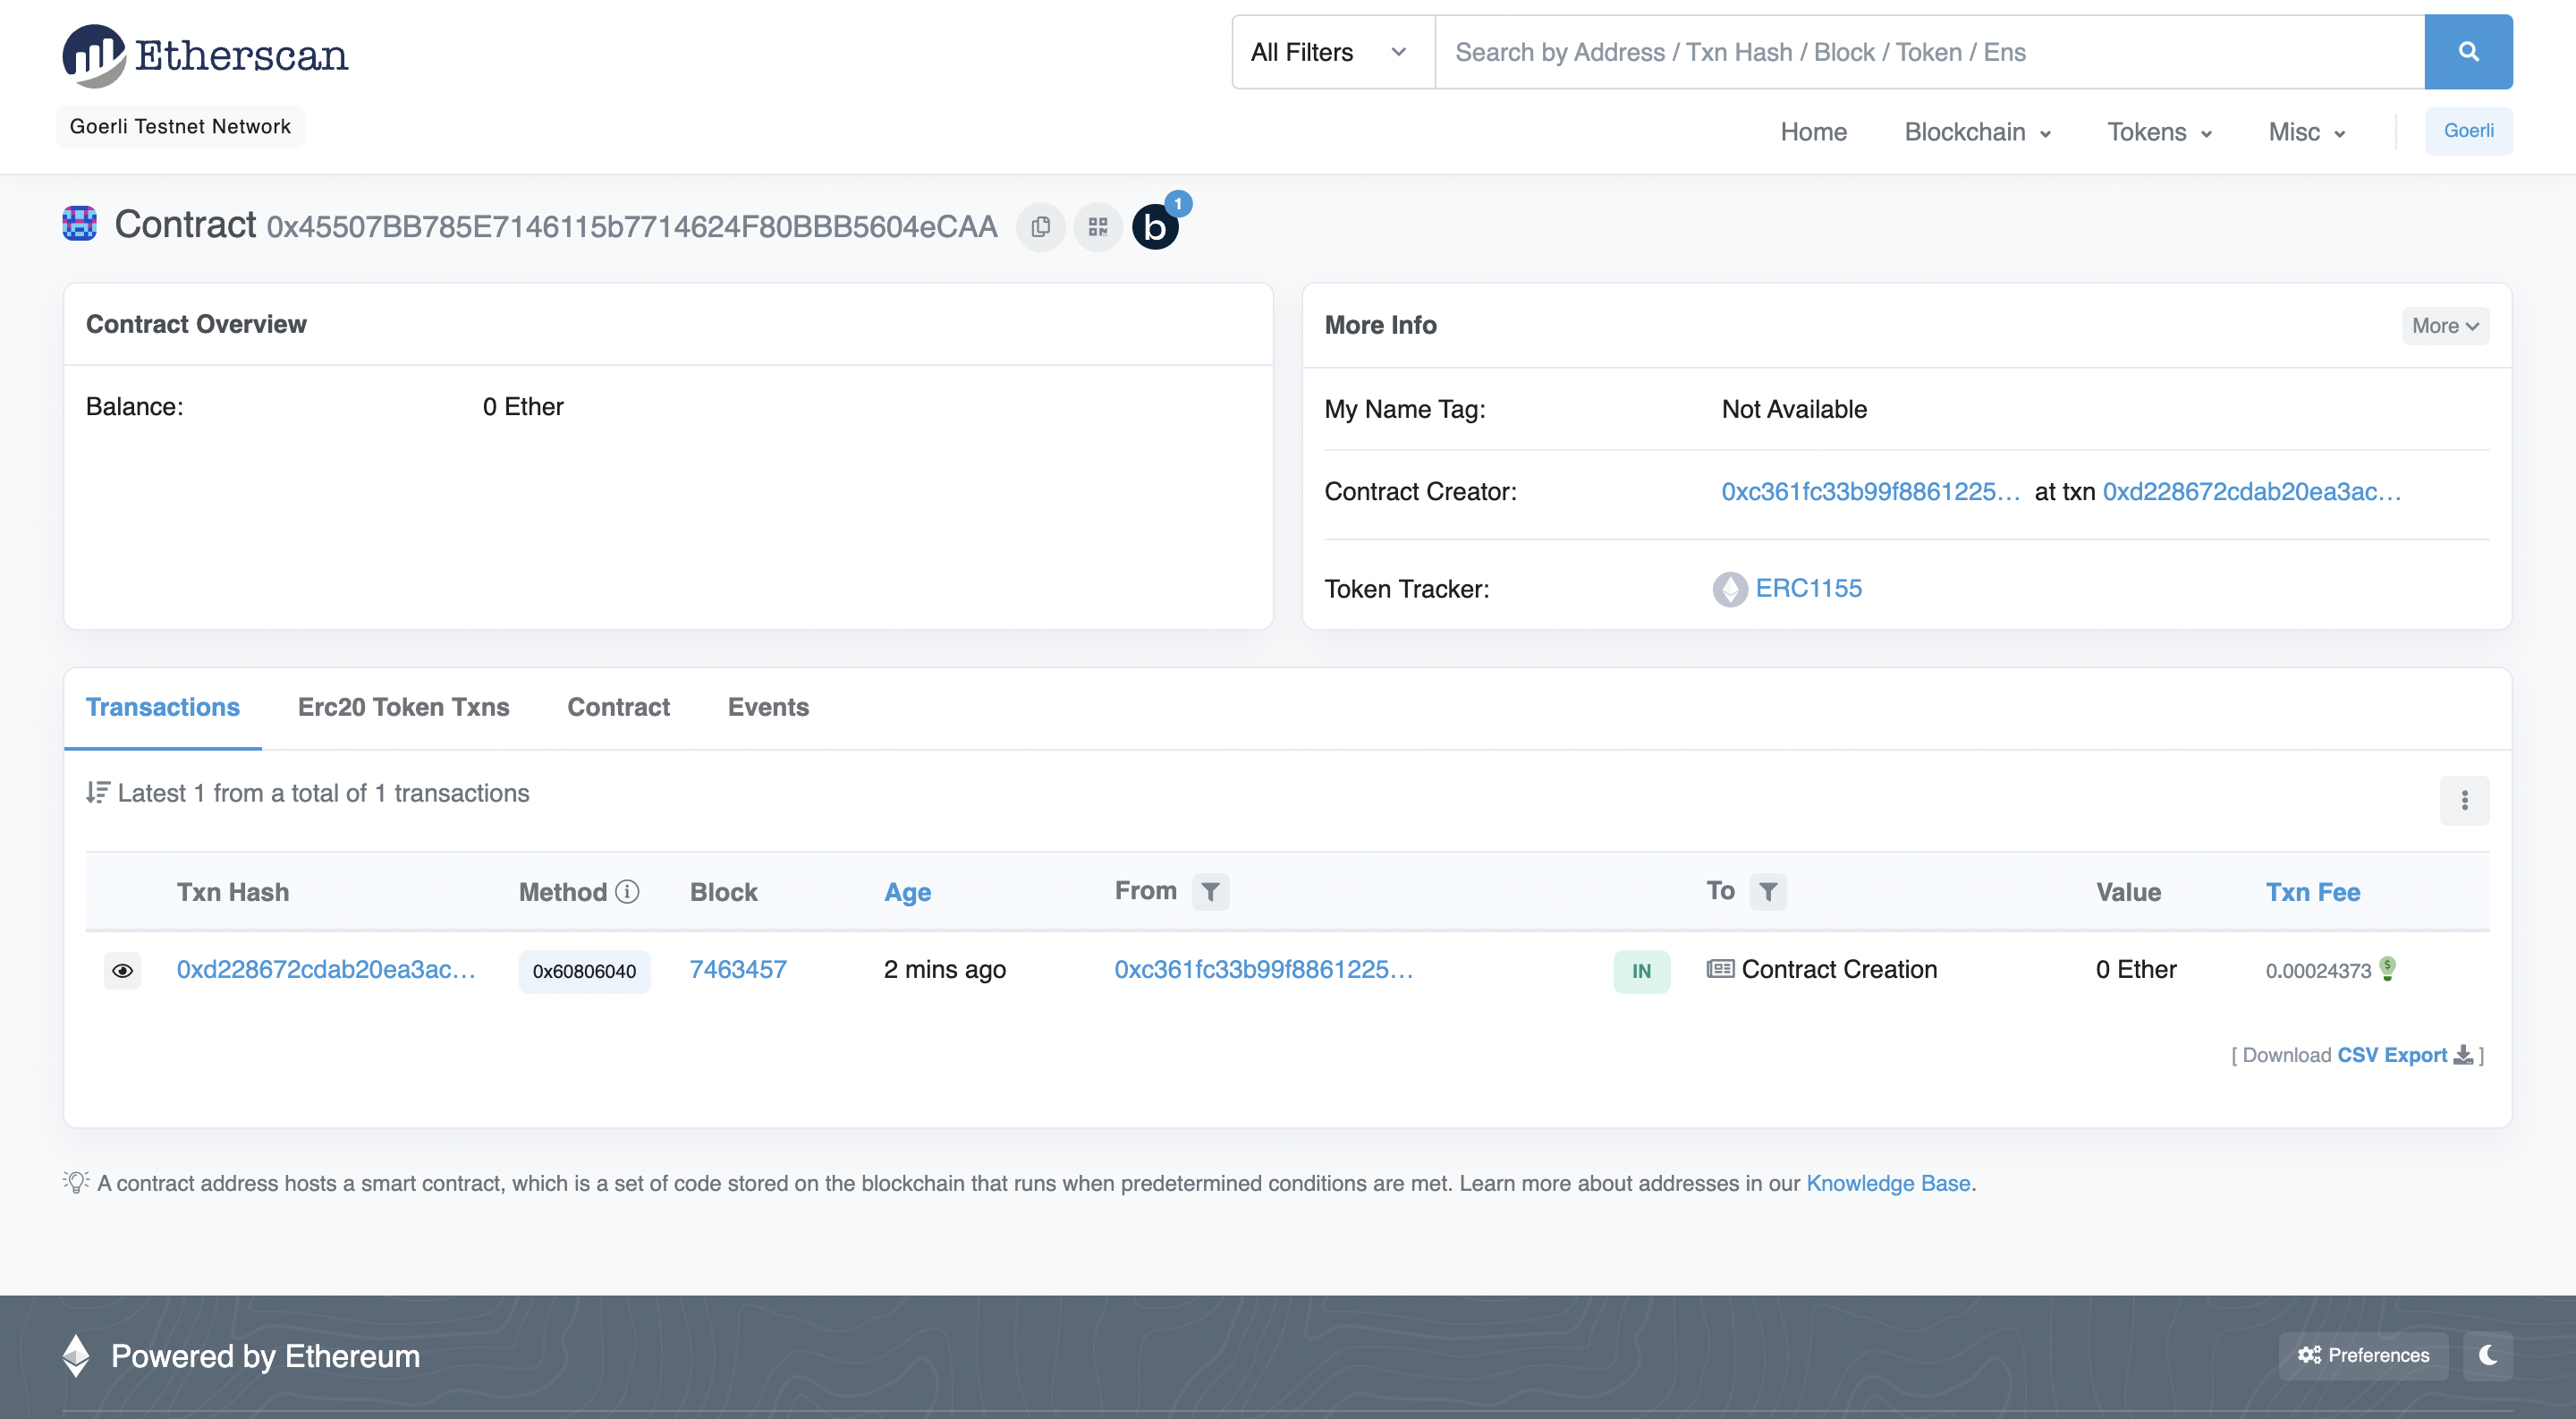 Etherscan
All Filters
Search by Address / Txn Hash / Block / Token / Ens
Goerli Testnet Network
Home Blockchain Tokens Misc Goerli
Contract 0x45507BB785E7146115b7714624F80BBB5604eCAA b 1
Contract Overview
Balance: 0 Ether
More Info More
My Name Tag: Not Available
Contract Creator: 0xc361fc33b99f8861225... at txn 0xd228672cdab20ea3ac...
Token Tracker: ERC1155
Transactions Erc20 Token Txns Contract Events
Latest 1 from a total of 1 transactions
Txn Hash Method Block Age From To Value Txn Fee
0xd228672cdab20ea3ac... 0x60806040 7463457 2 mins ago 0xc361fc33b99f8861225... IN Contract Creation 0 Ether 0.00024373
[ Download CSV Export ]
A contract address hosts a smart contract, which is a set of code stored on the blockchain that runs when predetermined conditions are met. Learn more about addresses in our Knowledge Base.
Powered by Ethereum
Preferences